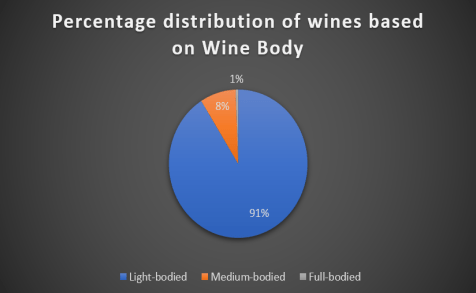 Percentage distribution of wines based
on Wine Body
1%
8%
91%
Light-bodied Medium-bodied Full-bodied